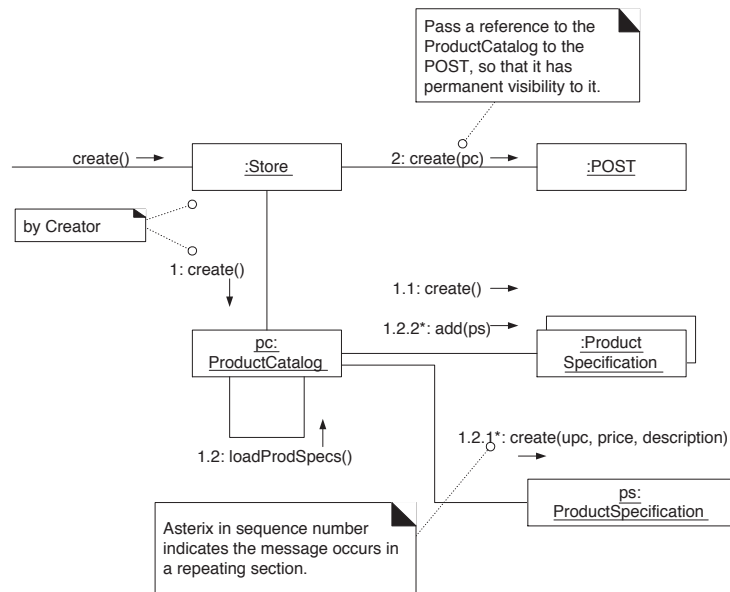 Pass a reference to the
ProductCatalog to the
POST, so that it has
permanent visibility to it.
create()
:Store
2: create(pc)
:POST
by Creator
1: create()
1.1: create()
1.2.2*: add(ps)
pc:
ProductCatalog
:Product
Specification
1.2: loadProdSpecs()
1.2.1*: create(upc, price, description)
ps:
ProductSpecification
Asterix in sequence number
indicates the message occurs in
a repeating section.